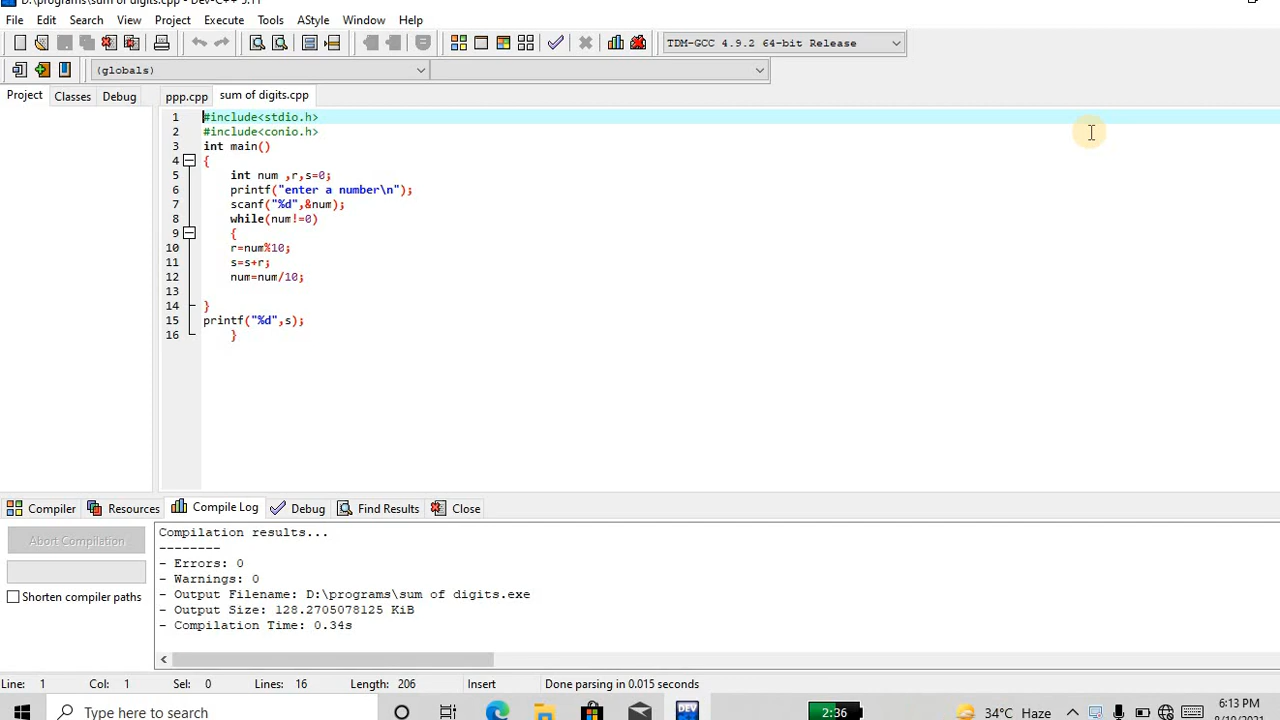 D:\programs\sum of digits.cpp - Dev-C++ 5.11
File Edit Search View Project Execute Tools AStyle Window Help
TDM-GCC 4.9.2 64-bit Release
(globals)
Project Classes Debug ppp.cpp sum of digits.cpp
1 #include<stdio.h>
2 #include<conio.h>
3 int main()
4 {
5 int num ,r,s=0;
6 printf("enter a number\n");
7 scanf("%d",&num);
8 while(num!=0)
9 {
10 r=num%10;
11 s=s+r;
12 num=num/10;
13
14 }
15 printf("%d",s);
16 }
Compiler Resources Compile Log Debug Find Results Close
Abort Compilation
Shorten compiler paths
Compilation results...
--------
- Errors: 0
- Warnings: 0
- Output Filename: D:\programs\sum of digits.exe
- Output Size: 128.2705078125 KiB
- Compilation Time: 0.34s
Line: 1 Col: 1 Sel: 0 Lines: 16 Length: 206 Insert Done parsing in 0.015 seconds
Type here to search DEV 2:36 34°C Haze 6:13 PM